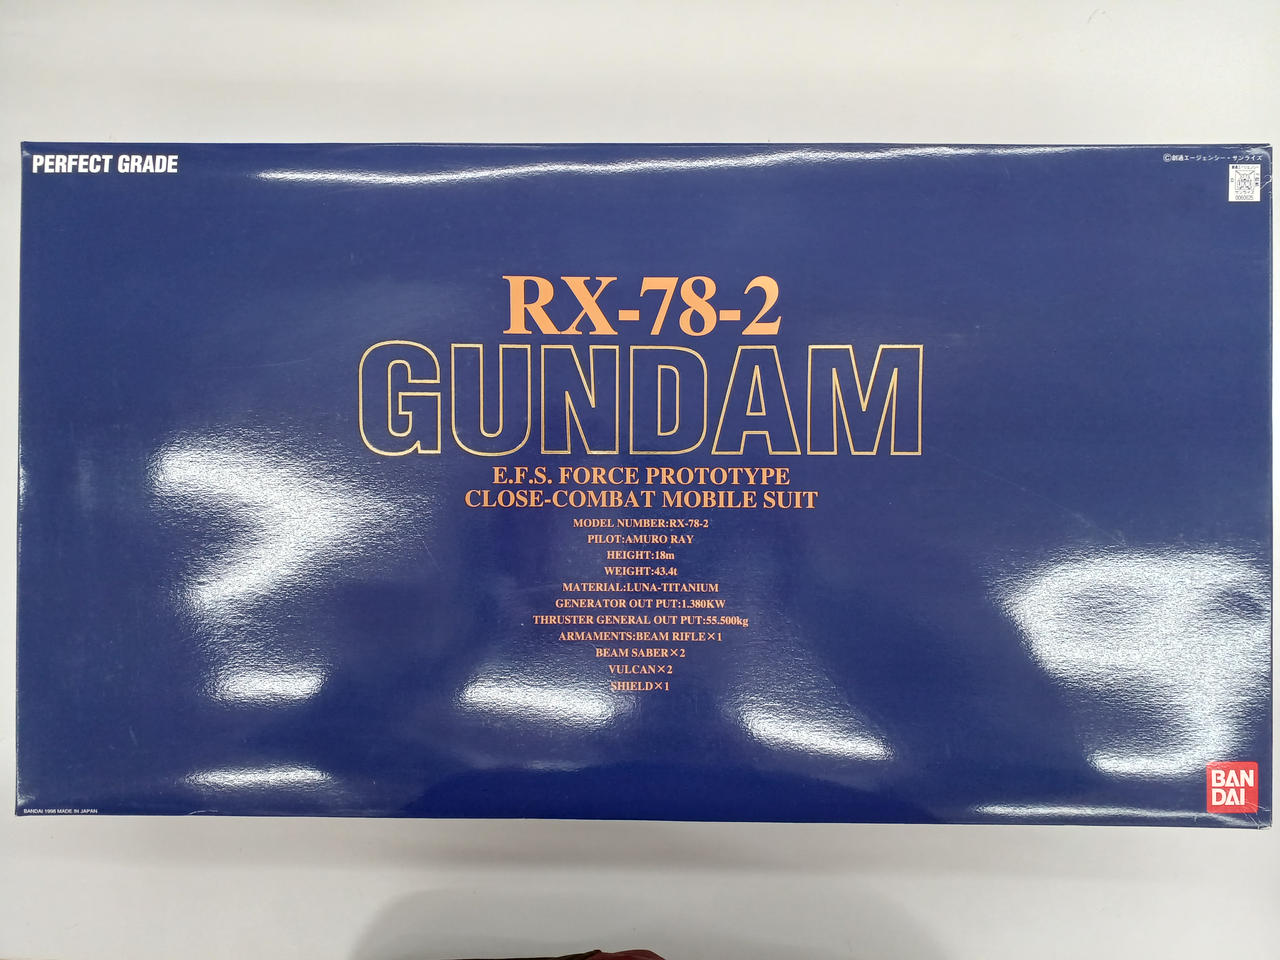 PERFECT GRADE
©創通エージェンシー・サンライズ
0060625
RX-78-2
GUNDAM
E.F.S. FORCE PROTOTYPE
CLOSE-COMBAT MOBILE SUIT
MODEL NUMBER:RX-78-2
PILOT:AMURO RAY
HEIGHT:18m
WEIGHT:43.4t
MATERIAL:LUNA-TITANIUM
GENERATOR OUT PUT:1.380KW
THRUSTER GENERAL OUT PUT:55.500kg
ARMAMENTS:BEAM RIFLE×1
BEAM SABER×2
VULCAN×2
SHIELD×1
BAN
DAI
BANDAI 1998 MADE IN JAPAN